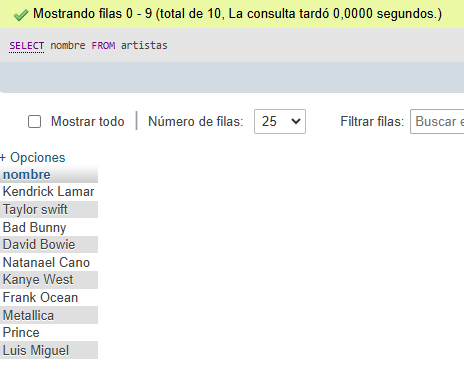 Mostrando filas 0 - 9 (total de 10, La consulta tardó 0,0000 segundos.)
SELECT nombre FROM artistas
Mostrar todo | Número de filas: 25 Filtrar filas: Buscar e
+ Opciones
nombre
Kendrick Lamar
Taylor swift
Bad Bunny
David Bowie
Natanael Cano
Kanye West
Frank Ocean
Metallica
Prince
Luis Miguel